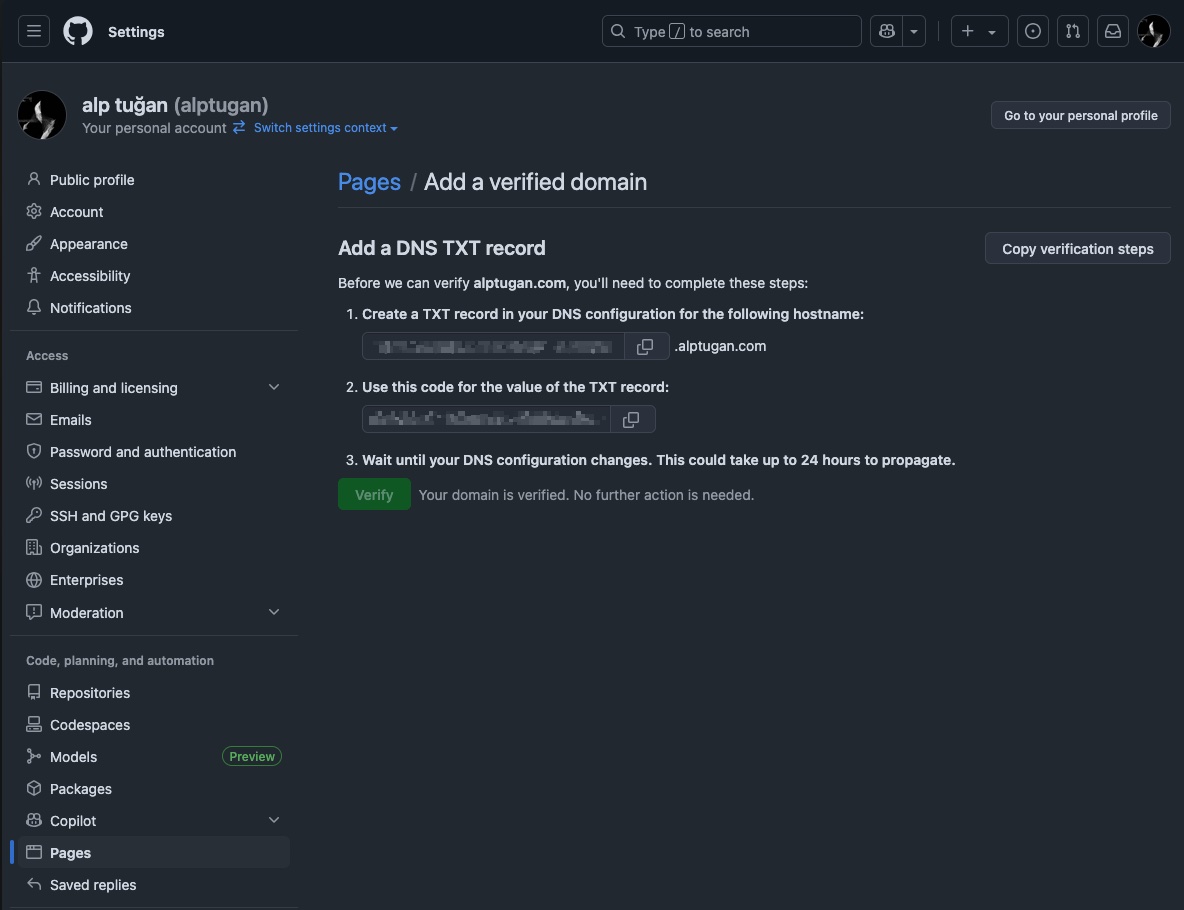 Settings
Type / to search
alp tuğan (alptugan)
Your personal account Switch settings context
Go to your personal profile
Public profile
Account
Appearance
Accessibility
Notifications
Access
Billing and licensing
Emails
Password and authentication
Sessions
SSH and GPG keys
Organizations
Enterprises
Moderation
Code, planning, and automation
Repositories
Codespaces
Models Preview
Packages
Copilot
Pages
Saved replies
Pages / Add a verified domain
Add a DNS TXT record
Copy verification steps
Before we can verify alptugan.com, you'll need to complete these steps:
1. Create a TXT record in your DNS configuration for the following hostname:
.alptugan.com
2. Use this code for the value of the TXT record:
3. Wait until your DNS configuration changes. This could take up to 24 hours to propagate.
Verify Your domain is verified. No further action is needed.